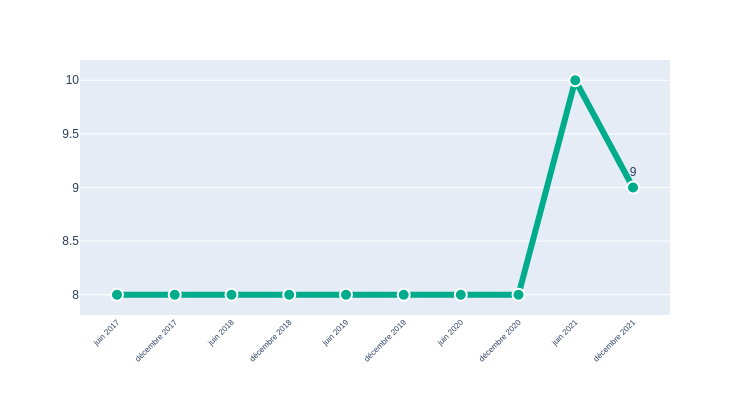 10
9.5
9
8.5
8
9
juin 2017
décembre 2017
juin 2018
décembre 2018
juin 2019
décembre 2019
juin 2020
décembre 2020
juin 2021
décembre 2021